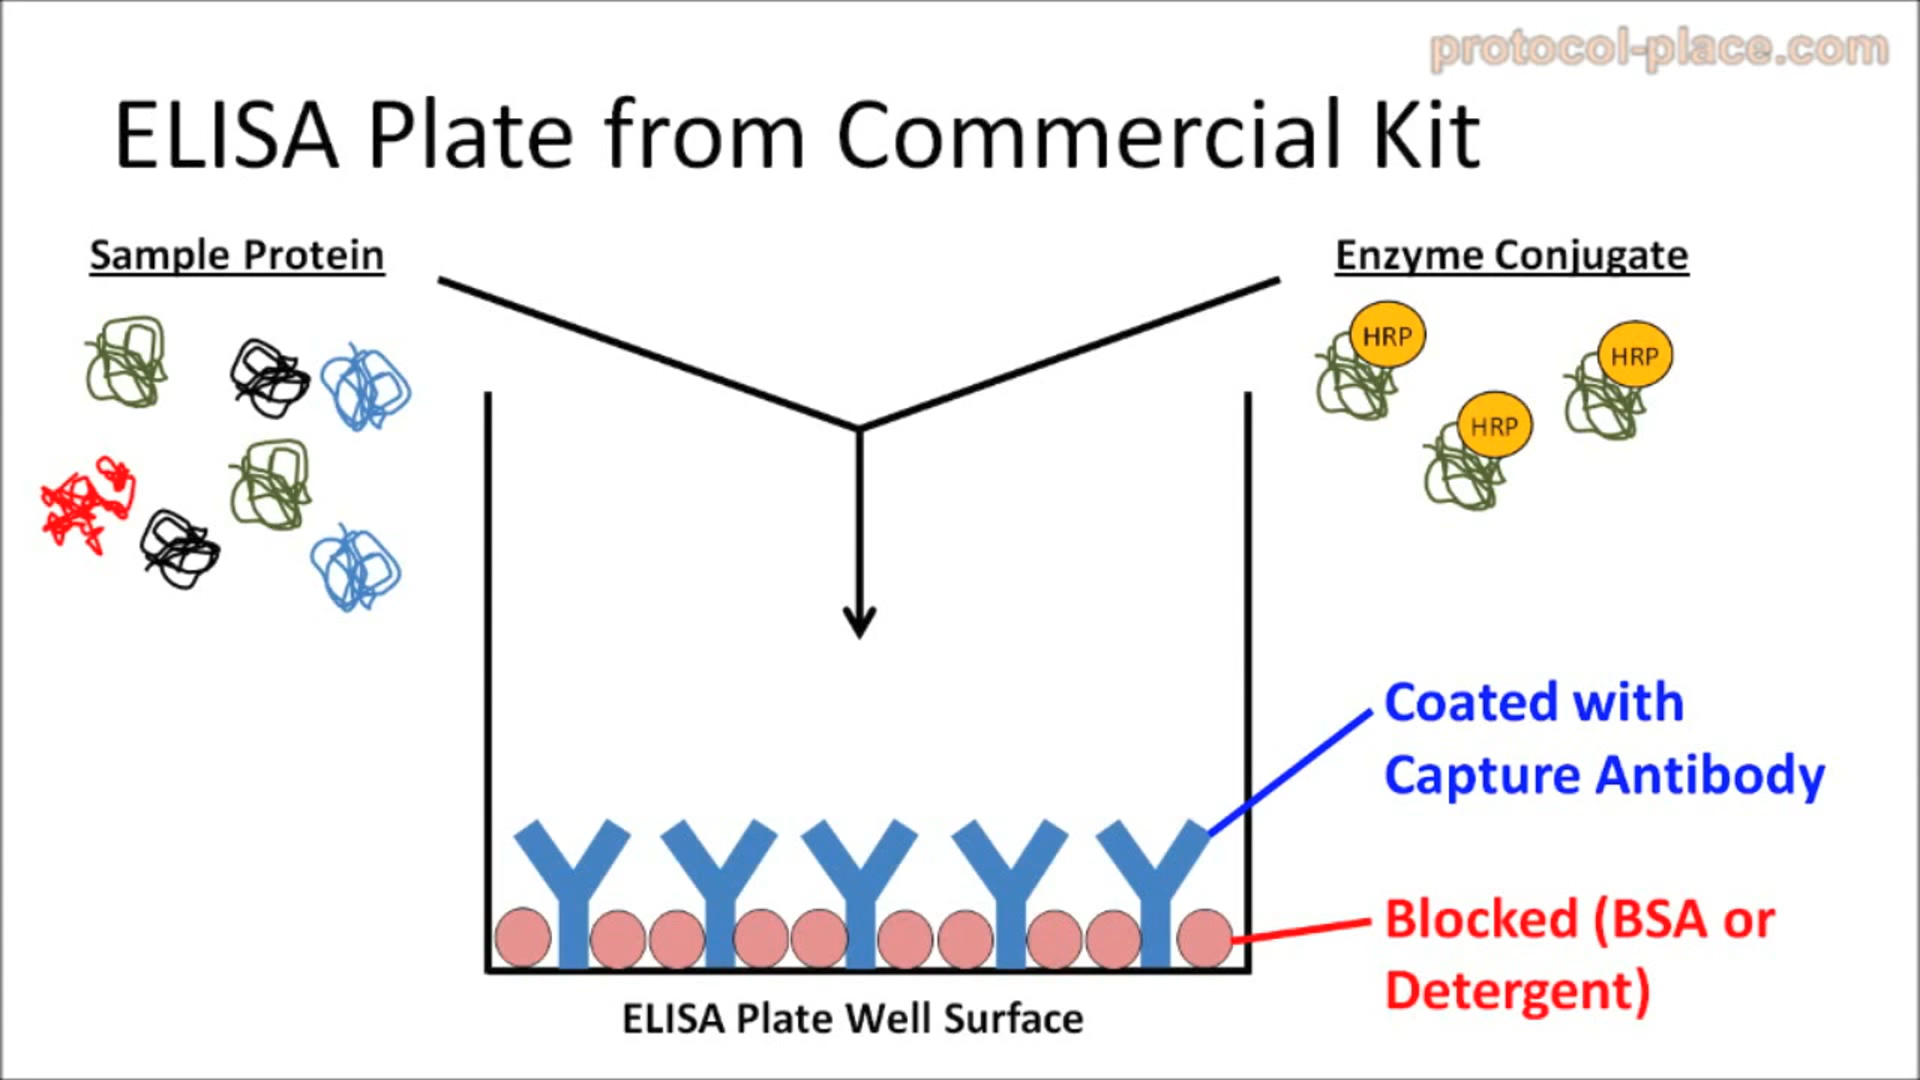 protocol-place.com
ELISA Plate from Commercial Kit
Sample Protein
Enzyme Conjugate
HRP
HRP
HRP
Coated with
Capture Antibody
Blocked (BSA or
Detergent)
ELISA Plate Well Surface